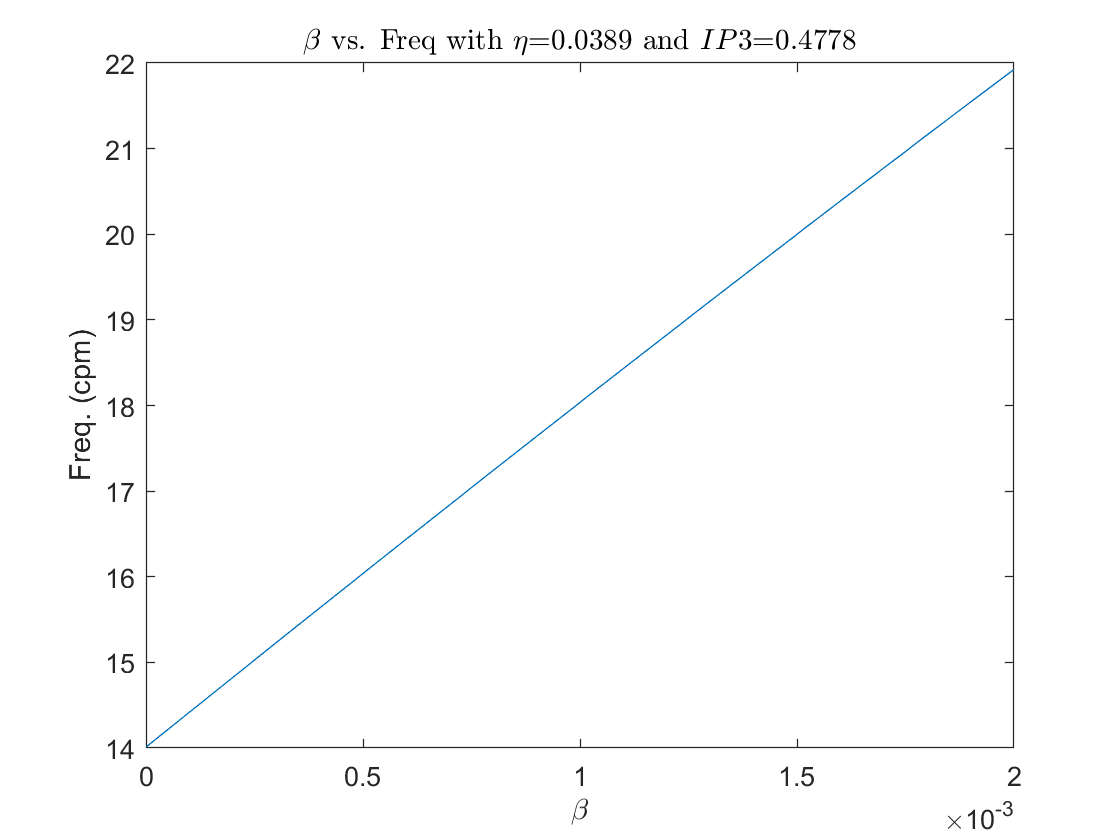 β vs. Freq with η=0.0389 and IP3=0.4778
22
21
20
19
18
17
16
15
14
Freq. (cpm)
0 0.5 1 1.5 2
β
×10⁻³